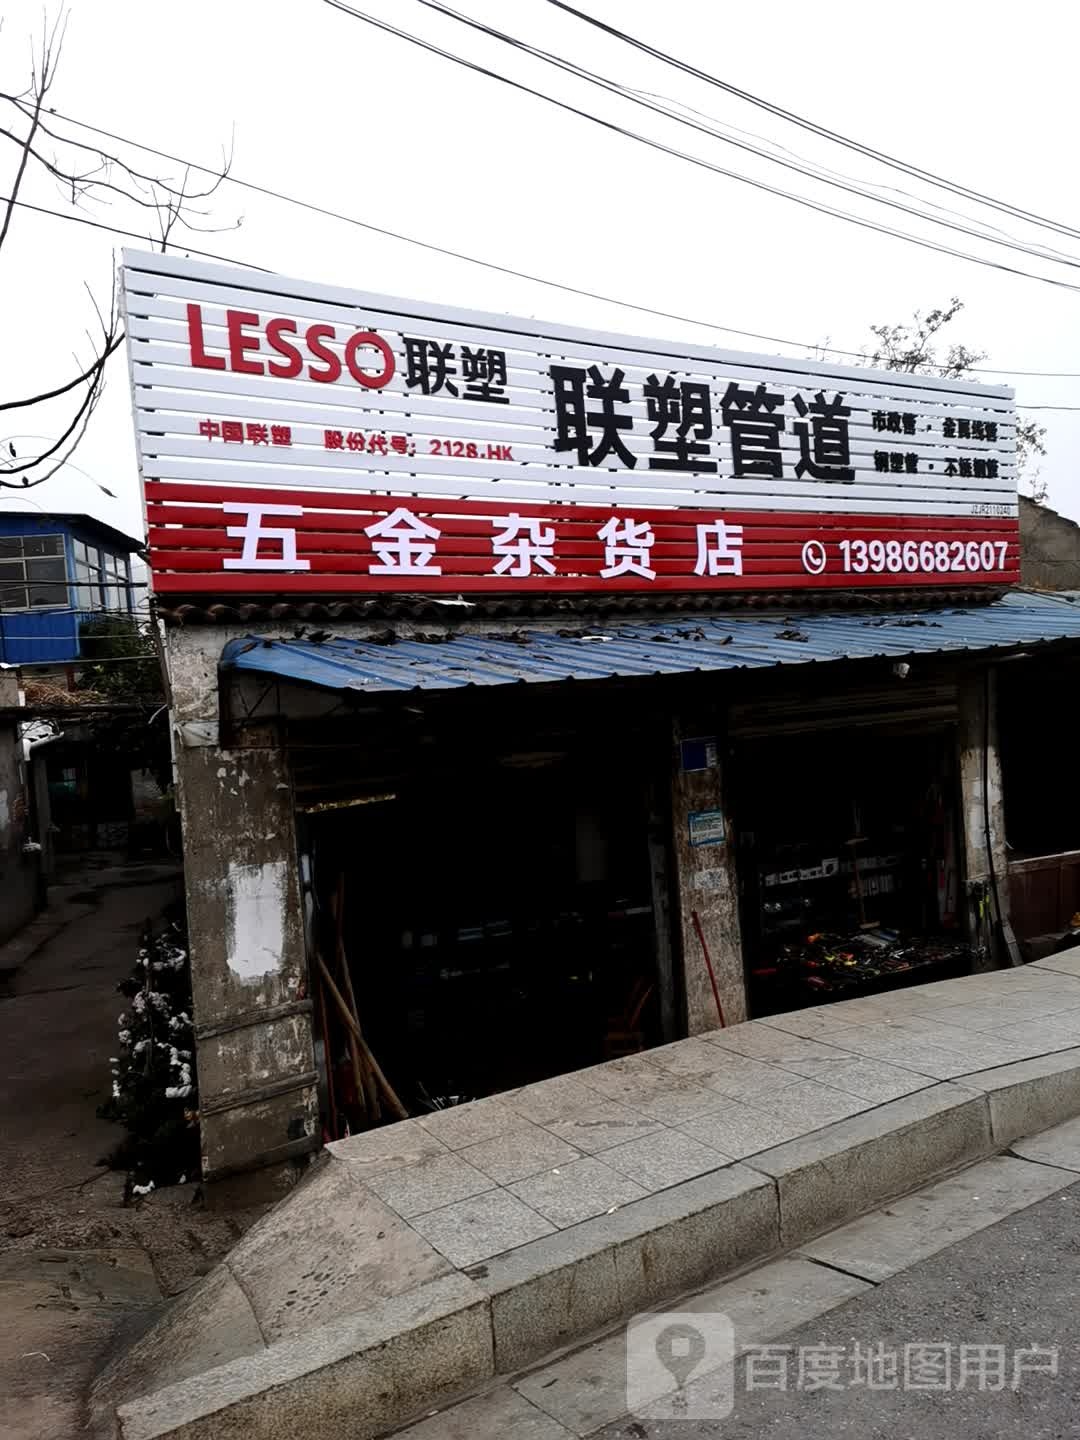 LESSO联塑
中国联塑 股份代号: 2128.HK
联塑管道
市政管·金属线管
钢塑管·不锈钢管
JZJR2110240
五金杂货店
13986682607
百度地图用户